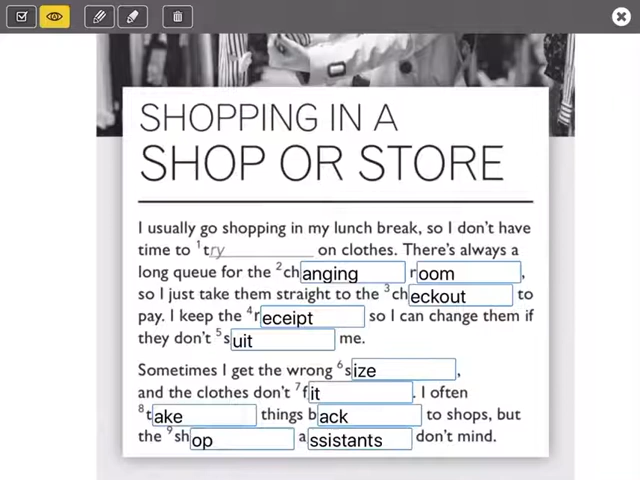 SHOPPING IN A
SHOP OR STORE
I usually go shopping in my lunch break, so I don't have
time to 1try__________ on clothes. There's always a
long queue for the 2changing room,
so I just take them straight to the 3checkout to
pay. I keep the 4receipt so I can change them if
they don't 5suit me.
Sometimes I get the wrong 6size,
and the clothes don't 7fit. I often
8take things back to shops, but
the 9shop assistants don't mind.